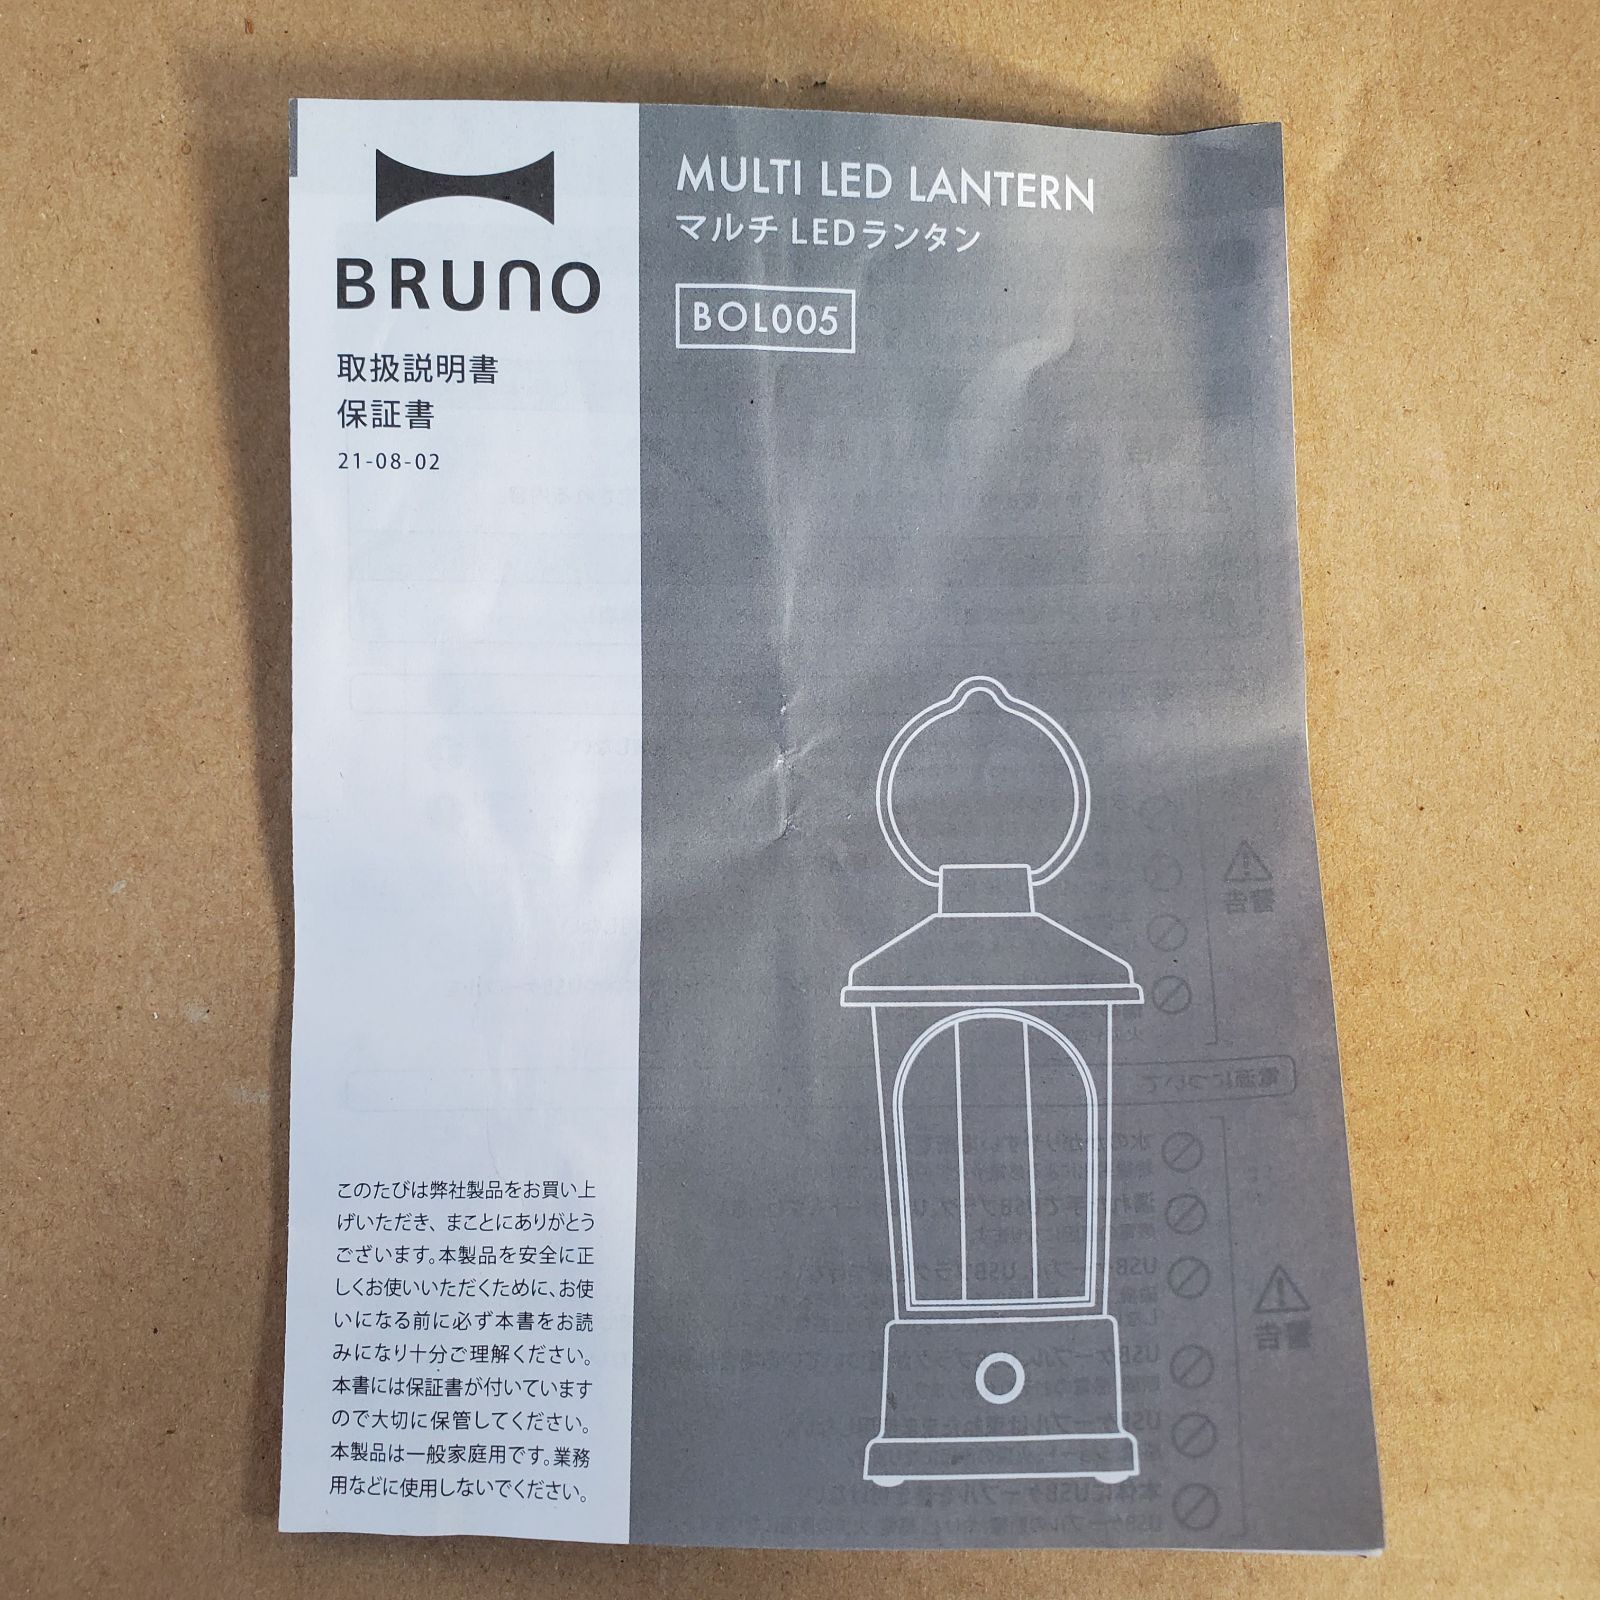 BRUNO
取扱説明書
保証書
21-08-02
MULTI LED LANTERN
マルチ LEDランタン
BOL005
このたびは弊社製品をお買い上
げいただき、まことにありがとう
ございます。本製品を安全に正
しくお使いいただくために、お使
いになる前に必ず本書をお読
みになり十分ご理解ください。
本書には保証書が付いています
ので大切に保管してください。
本製品は一般家庭用です。業務
用などに使用しないでください。